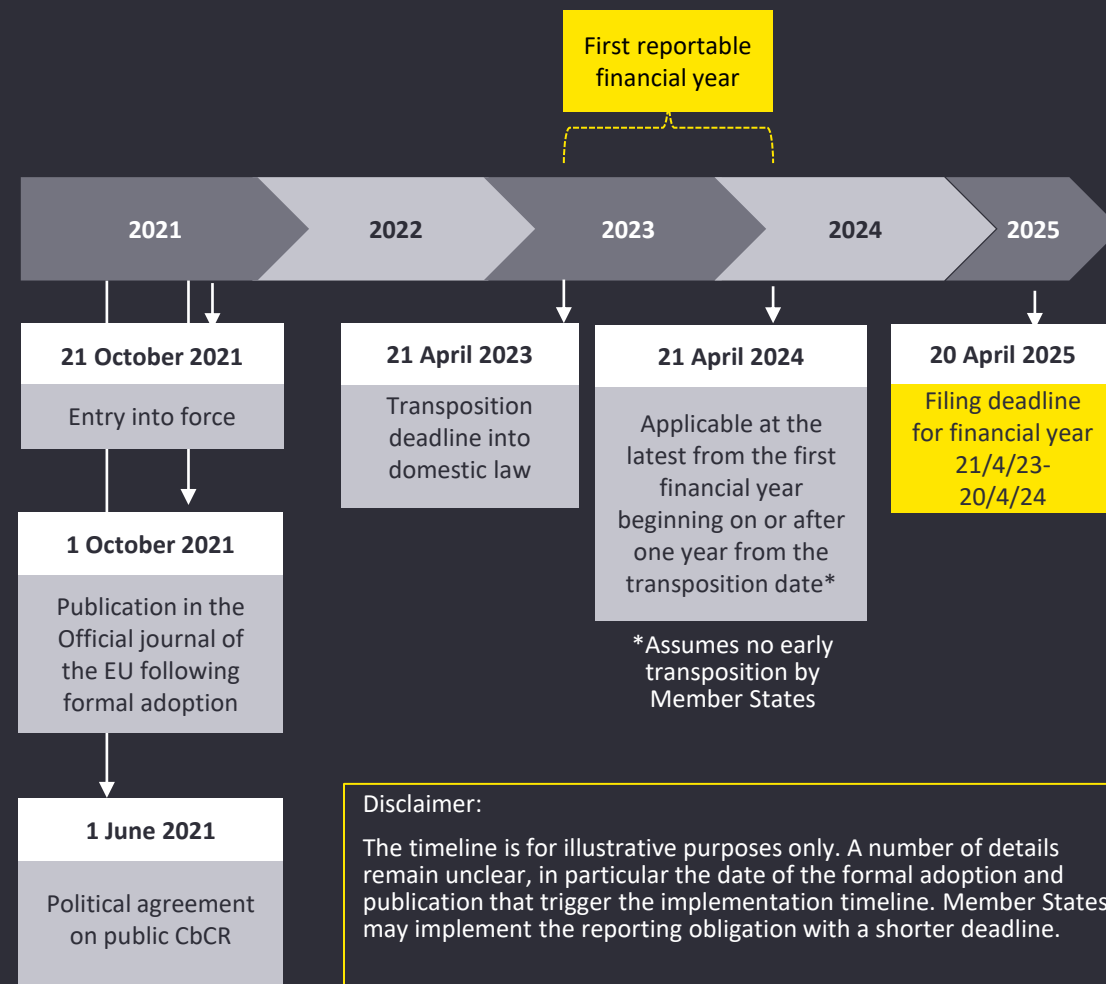 First reportable
financial year
2021
2022
2023
2024
2025
21 October 2021
Entry into force
1 October 2021
Publication in the
Official journal of
the EU following
formal adoption
1 June 2021
Political agreement
on public CbCR
21 April 2023
Transposition
deadline into
domestic law
21 April 2024
Applicable at the
latest from the first
financial year
beginning on or after
one year from the
transposition date*
*Assumes no early
transposition by
Member States
20 April 2025
Filing deadline
for financial year
21/4/23-
20/4/24
Disclaimer:
The timeline is for illustrative purposes only. A number of details
remain unclear, in particular the date of the formal adoption and
publication that trigger the implementation timeline. Member States
may implement the reporting obligation with a shorter deadline.